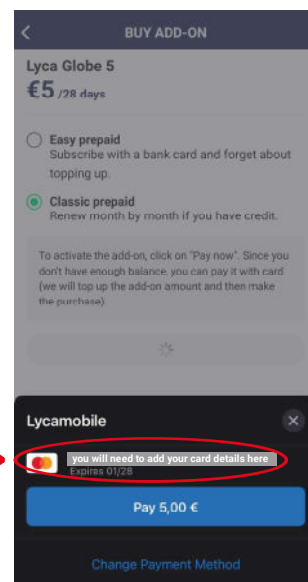 BUY ADD-ON
Lyca Globe 5
€5 /28 days
Easy prepaid
Subscribe with a bank card and forget about
topping up.
Classic prepaid
Renew month by month if you have credit.
To activate the add-on, click on "Pay now". Since you
don't have enough balance, you can pay it with card
(we will top up the add-on amount and then make
the purchase)
Lycamobile
you will need to add your card details here
Expires 01/28
Pay 5,00 €
Change Payment Method